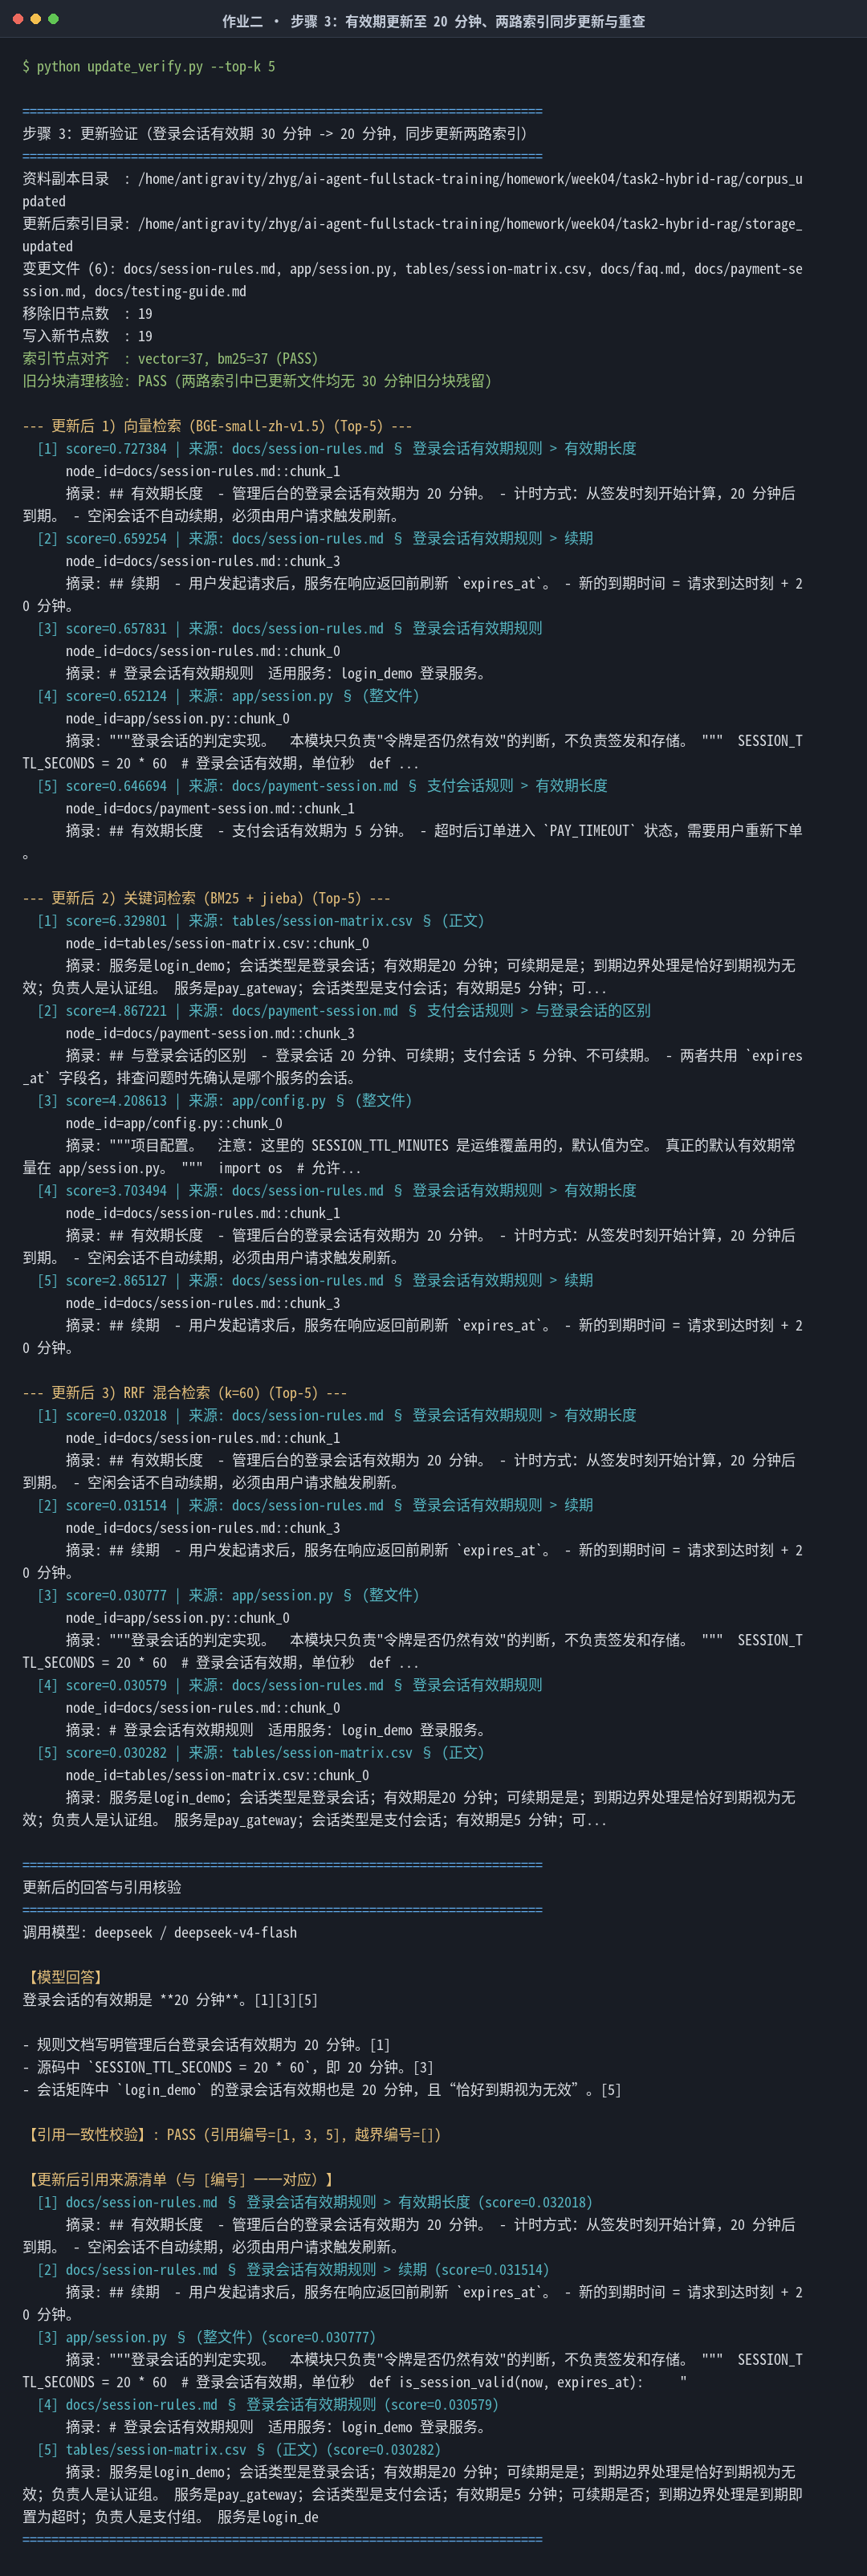 作业二 • 步骤 3：有效期更新至 20 分钟、两路索引同步更新与重查
$ python update_verify.py --top-k 5
========================================================================
步骤 3：更新验证（登录会话有效期 30 分钟 -> 20 分钟，同步更新两路索引）
========================================================================
资料副本目录  : /home/antigravity/zhyg/ai-agent-fullstack-training/homework/week04/task2-hybrid-rag/corpus_u
pdated
更新后索引目录: /home/antigravity/zhyg/ai-agent-fullstack-training/homework/week04/task2-hybrid-rag/storage_
updated
变更文件 (6): docs/session-rules.md, app/session.py, tables/session-matrix.csv, docs/faq.md, docs/payment-se
ssion.md, docs/testing-guide.md
移除旧节点数  : 19
写入新节点数  : 19
索引节点对齐  : vector=37, bm25=37 (PASS)
旧分块清理核验: PASS (两路索引中已更新文件均无 30 分钟旧分块残留)
--- 更新后 1) 向量检索 (BGE-small-zh-v1.5) (Top-5) ---
[1] score=0.727384 | 来源: docs/session-rules.md § 登录会话有效期规则 > 有效期长度
node_id=docs/session-rules.md::chunk_1
摘录: ## 有效期长度  - 管理后台的登录会话有效期为 20 分钟。 - 计时方式：从签发时刻开始计算，20 分钟后
到期。 - 空闲会话不自动续期，必须由用户请求触发刷新。
[2] score=0.659254 | 来源: docs/session-rules.md § 登录会话有效期规则 > 续期
node_id=docs/session-rules.md::chunk_3
摘录: ## 续期  - 用户发起请求后，服务在响应返回前刷新 `expires_at`。 - 新的到期时间 = 请求到达时刻 + 2
0 分钟。
[3] score=0.657831 | 来源: docs/session-rules.md § 登录会话有效期规则
node_id=docs/session-rules.md::chunk_0
摘录: # 登录会话有效期规则  适用服务：login_demo 登录服务。
[4] score=0.652124 | 来源: app/session.py § (整文件)
node_id=app/session.py::chunk_0
摘录: """登录会话的判定实现。  本模块只负责"令牌是否仍然有效"的判断，不负责签发和存储。 """  SESSION_T
TL_SECONDS = 20 * 60  # 登录会话有效期，单位秒  def ...
[5] score=0.646694 | 来源: docs/payment-session.md § 支付会话规则 > 有效期长度
node_id=docs/payment-session.md::chunk_1
摘录: ## 有效期长度  - 支付会话有效期为 5 分钟。 - 超时后订单进入 `PAY_TIMEOUT` 状态，需要用户重新下单
。
--- 更新后 2) 关键词检索 (BM25 + jieba) (Top-5) ---
[1] score=6.329801 | 来源: tables/session-matrix.csv § (正文)
node_id=tables/session-matrix.csv::chunk_0
摘录: 服务是login_demo；会话类型是登录会话；有效期是20 分钟；可续期是是；到期边界处理是恰好到期视为无
效；负责人是认证组。 服务是pay_gateway；会话类型是支付会话；有效期是5 分钟；可...
[2] score=4.867221 | 来源: docs/payment-session.md § 支付会话规则 > 与登录会话的区别
node_id=docs/payment-session.md::chunk_3
摘录: ## 与登录会话的区别  - 登录会话 20 分钟、可续期；支付会话 5 分钟、不可续期。 - 两者共用 `expires
_at` 字段名，排查问题时先确认是哪个服务的会话。
[3] score=4.208613 | 来源: app/config.py § (整文件)
node_id=app/config.py::chunk_0
摘录: """项目配置。  注意：这里的 SESSION_TTL_MINUTES 是运维覆盖用的，默认值为空。 真正的默认有效期常
量在 app/session.py。 """  import os  # 允许...
[4] score=3.703494 | 来源: docs/session-rules.md § 登录会话有效期规则 > 有效期长度
node_id=docs/session-rules.md::chunk_1
摘录: ## 有效期长度  - 管理后台的登录会话有效期为 20 分钟。 - 计时方式：从签发时刻开始计算，20 分钟后
到期。 - 空闲会话不自动续期，必须由用户请求触发刷新。
[5] score=2.865127 | 来源: docs/session-rules.md § 登录会话有效期规则 > 续期
node_id=docs/session-rules.md::chunk_3
摘录: ## 续期  - 用户发起请求后，服务在响应返回前刷新 `expires_at`。 - 新的到期时间 = 请求到达时刻 + 2
0 分钟。
--- 更新后 3) RRF 混合检索 (k=60) (Top-5) ---
[1] score=0.032018 | 来源: docs/session-rules.md § 登录会话有效期规则 > 有效期长度
node_id=docs/session-rules.md::chunk_1
摘录: ## 有效期长度  - 管理后台的登录会话有效期为 20 分钟。 - 计时方式：从签发时刻开始计算，20 分钟后
到期。 - 空闲会话不自动续期，必须由用户请求触发刷新。
[2] score=0.031514 | 来源: docs/session-rules.md § 登录会话有效期规则 > 续期
node_id=docs/session-rules.md::chunk_3
摘录: ## 续期  - 用户发起请求后，服务在响应返回前刷新 `expires_at`。 - 新的到期时间 = 请求到达时刻 + 2
0 分钟。
[3] score=0.030777 | 来源: app/session.py § (整文件)
node_id=app/session.py::chunk_0
摘录: """登录会话的判定实现。  本模块只负责"令牌是否仍然有效"的判断，不负责签发和存储。 """  SESSION_T
TL_SECONDS = 20 * 60  # 登录会话有效期，单位秒  def ...
[4] score=0.030579 | 来源: docs/session-rules.md § 登录会话有效期规则
node_id=docs/session-rules.md::chunk_0
摘录: # 登录会话有效期规则  适用服务：login_demo 登录服务。
[5] score=0.030282 | 来源: tables/session-matrix.csv § (正文)
node_id=tables/session-matrix.csv::chunk_0
摘录: 服务是login_demo；会话类型是登录会话；有效期是20 分钟；可续期是是；到期边界处理是恰好到期视为无
效；负责人是认证组。 服务是pay_gateway；会话类型是支付会话；有效期是5 分钟；可...
========================================================================
更新后的回答与引用核验
========================================================================
调用模型: deepseek / deepseek-v4-flash
【模型回答】
登录会话的有效期是 **20 分钟**。[1][3][5]
- 规则文档写明管理后台登录会话有效期为 20 分钟。[1]
- 源码中 `SESSION_TTL_SECONDS = 20 * 60`，即 20 分钟。[3]
- 会话矩阵中 `login_demo` 的登录会话有效期也是 20 分钟，且“恰好到期视为无效”。[5]
【引用一致性校验】: PASS (引用编号=[1, 3, 5], 越界编号=[])
【更新后引用来源清单（与 [编号] 一一对应）】
[1] docs/session-rules.md § 登录会话有效期规则 > 有效期长度 (score=0.032018)
摘录: ## 有效期长度  - 管理后台的登录会话有效期为 20 分钟。 - 计时方式：从签发时刻开始计算，20 分钟后
到期。 - 空闲会话不自动续期，必须由用户请求触发刷新。
[2] docs/session-rules.md § 登录会话有效期规则 > 续期 (score=0.031514)
摘录: ## 续期  - 用户发起请求后，服务在响应返回前刷新 `expires_at`。 - 新的到期时间 = 请求到达时刻 + 2
0 分钟。
[3] app/session.py § (整文件) (score=0.030777)
摘录: """登录会话的判定实现。  本模块只负责"令牌是否仍然有效"的判断，不负责签发和存储。 """  SESSION_T
TL_SECONDS = 20 * 60  # 登录会话有效期，单位秒  def is_session_valid(now, expires_at):     "
[4] docs/session-rules.md § 登录会话有效期规则 (score=0.030579)
摘录: # 登录会话有效期规则  适用服务：login_demo 登录服务。
[5] tables/session-matrix.csv § (正文) (score=0.030282)
摘录: 服务是login_demo；会话类型是登录会话；有效期是20 分钟；可续期是是；到期边界处理是恰好到期视为无
效；负责人是认证组。 服务是pay_gateway；会话类型是支付会话；有效期是5 分钟；可续期是否；到期边界处理是到期即
置为超时；负责人是支付组。 服务是login_de
========================================================================